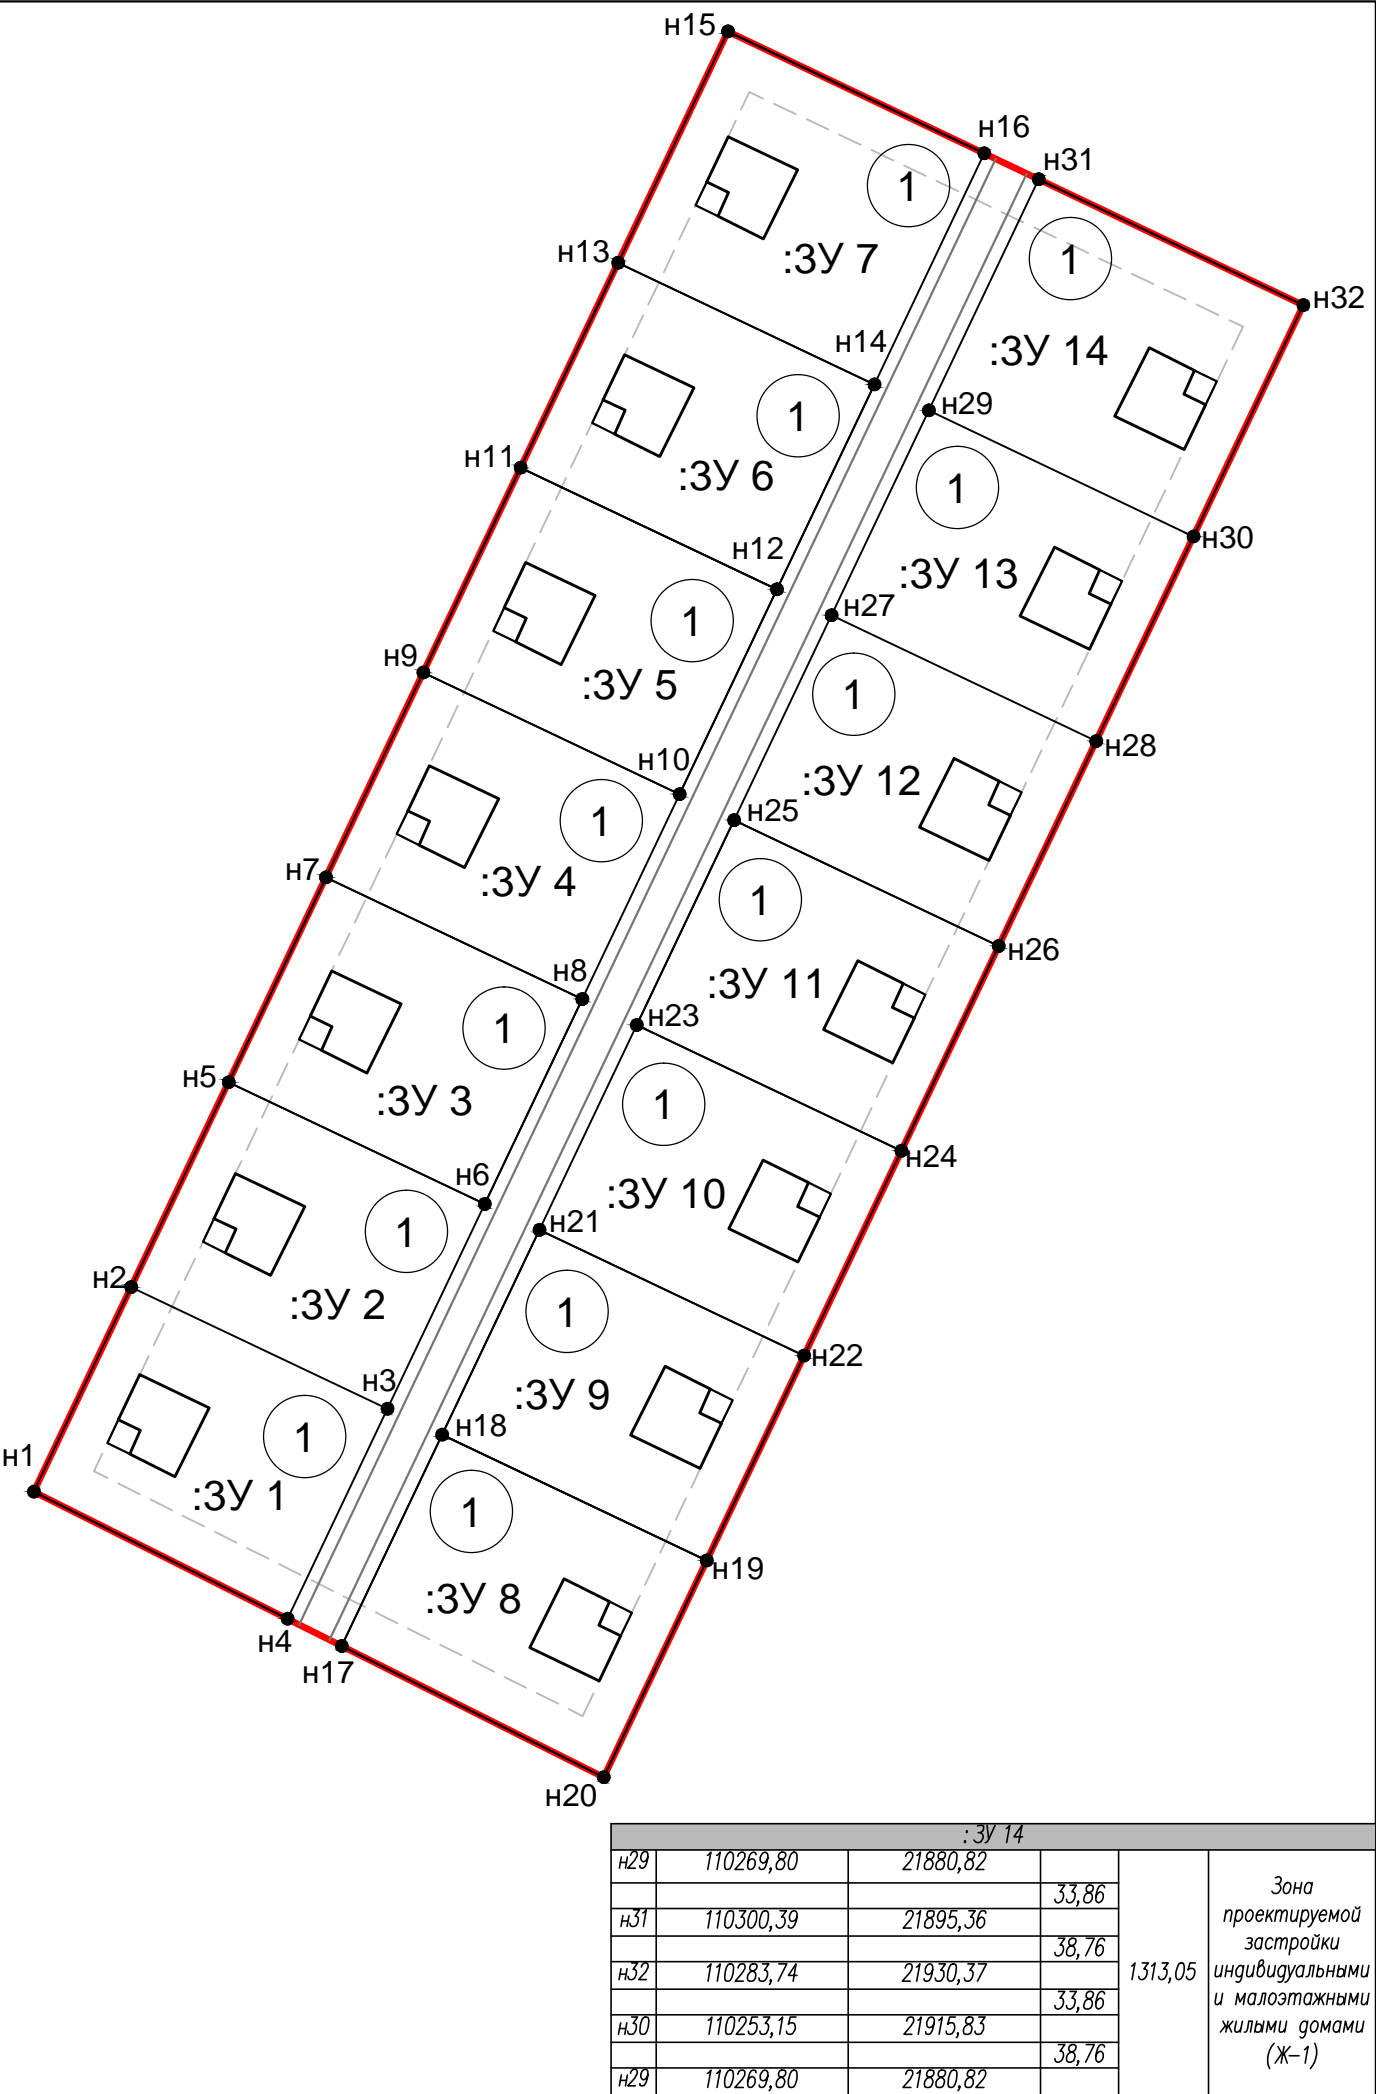 н15
н16
н31
1
:ЗУ 7
1
н13
н32
н14
:ЗУ 14
1
н29
н11
:ЗУ 6
1
н30
н12
:ЗУ 13
1
н27
н9
:ЗУ 5
1
н28
н10
:ЗУ 12
1
н25
н7
:ЗУ 4
1
н26
н8
:ЗУ 11
1
н23
н5
:ЗУ 3
1
н24
н6
:ЗУ 10
1
н21
н2
:ЗУ 2
1
н22
н3
:ЗУ 9
1
н18
н1
:ЗУ 1
1
н19
:ЗУ 8
н4
н17
н20
:ЗУ 14
н29 110269,80 21880,82
33,86
н31 110300,39 21895,36
38,76
н32 110283,74 21930,37
33,86
н30 110253,15 21915,83
38,76
н29 110269,80 21880,82
1313,05
Зона
проектируемой
застройки
индивидуальными
и малоэтажными
жилыми домами
(Ж-1)